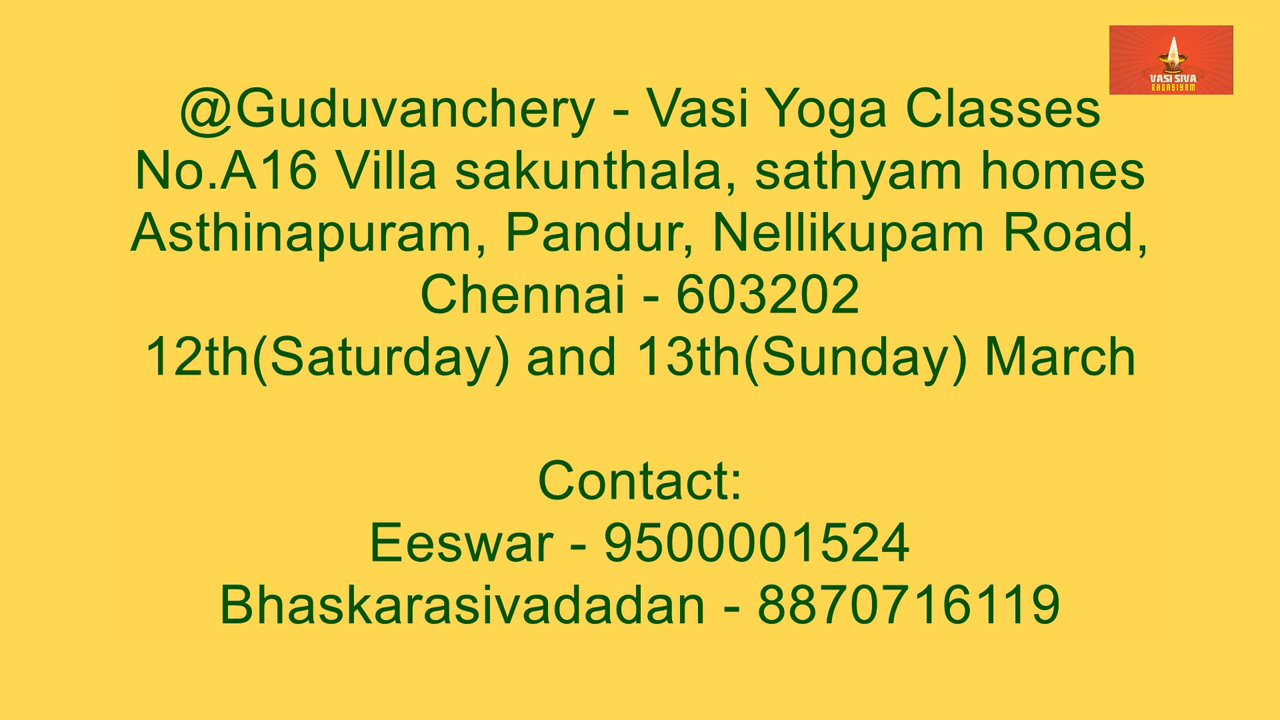 VASI SIVA
RAGASIYAM
@Guduvanchery - Vasi Yoga Classes
No.A16 Villa sakunthala, sathyam homes
Asthinapuram, Pandur, Nellikupam Road,
Chennai - 603202
12th(Saturday) and 13th(Sunday) March
Contact:
Eeswar - 9500001524
Bhaskarasivadadan - 8870716119